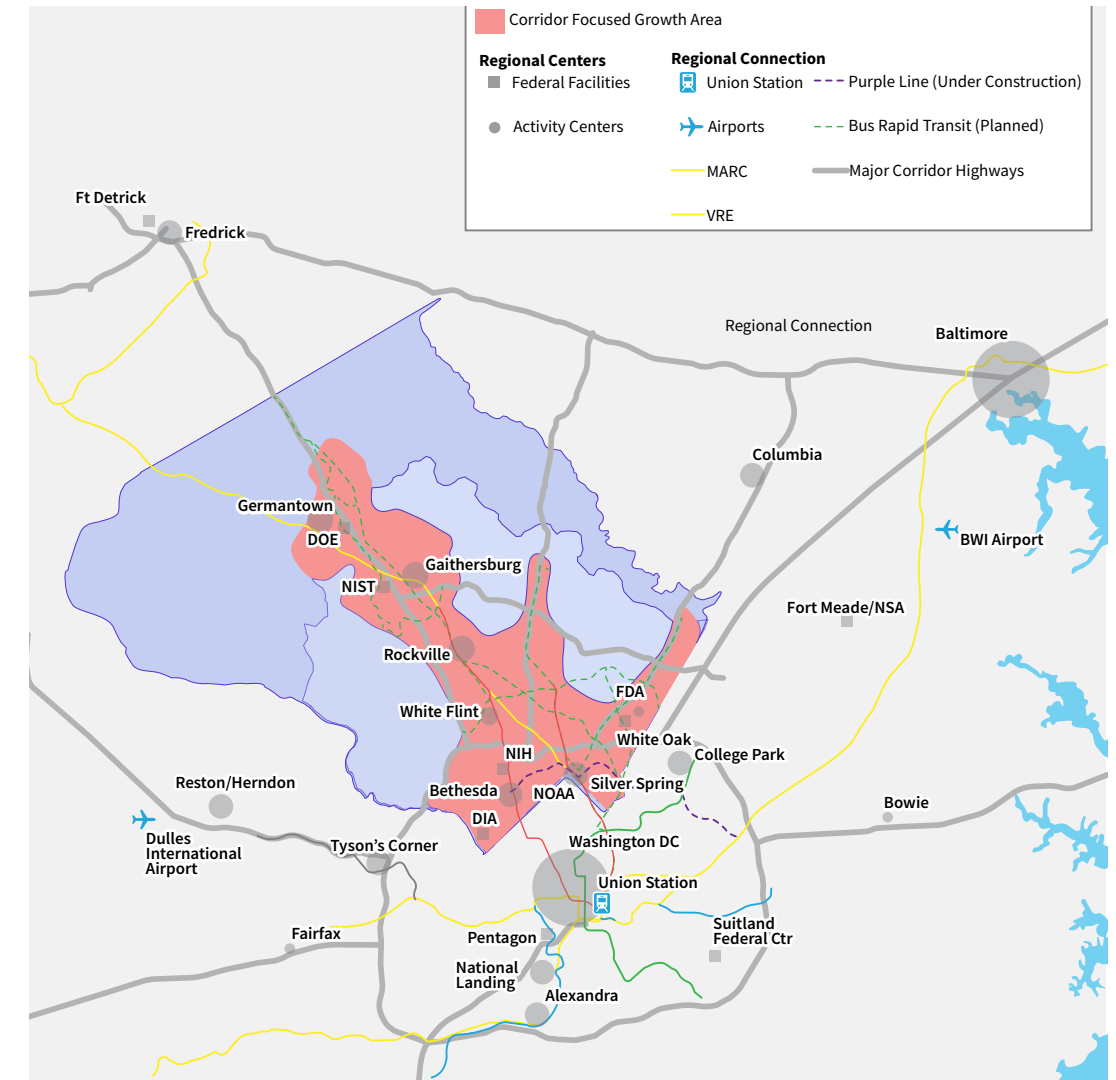 Corridor Focused Growth Area
Regional Centers
Federal Facilities
Activity Centers
Regional Connection
Union Station
Purple Line (Under Construction)
Airports
Bus Rapid Transit (Planned)
MARC
Major Corridor Highways
VRE
Ft Detrick
Fredrick
Regional Connection
Baltimore
Columbia
Germantown
DOE
BWI Airport
Gaithersburg
NIST
Fort Meade/NSA
Rockville
FDA
White Flint
White Oak
NIH
College Park
Reston/Herndon
Bethesda
NOAA
Silver Spring
Bowie
DIA
Dulles
International
Airport
Tyson's Corner
Washington DC
Union Station
Fairfax
Pentagon
Suitland
Federal Ctr
National
Landing
Alexandra